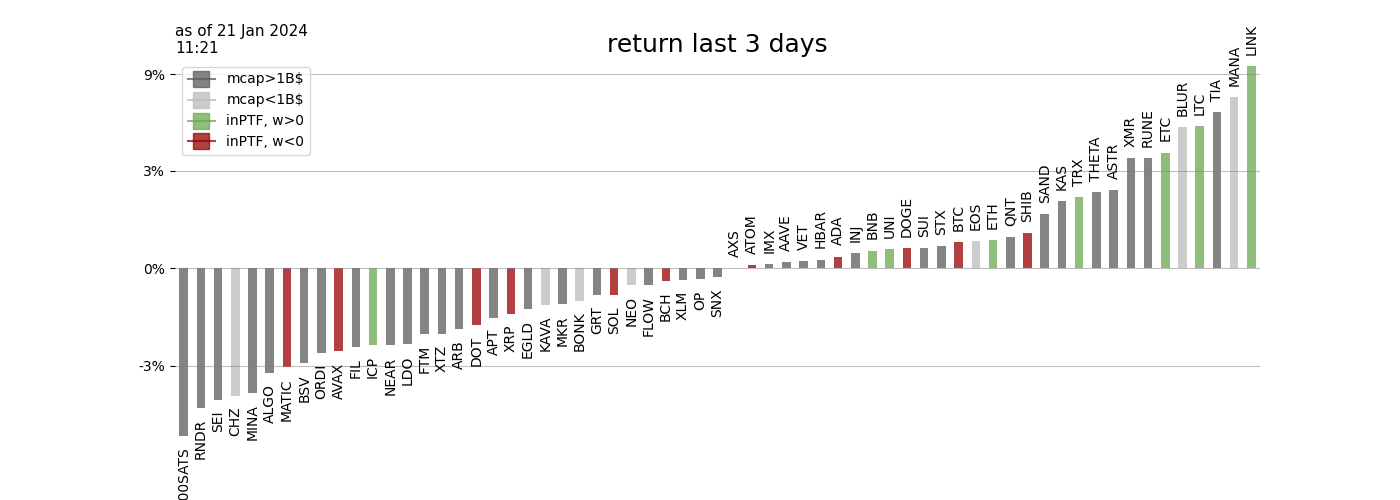 as of 21 Jan 2024
11:21
return last 3 days
mcap>1B$
mcap<1B$
inPTF, w>0
inPTF, w<0
9%
3%
0%
-3%
00SATS
RNDR
SEI
CHZ
MINA
ALGO
MATIC
BSV
ORDI
AVAX
FIL
ICP
NEAR
LDO
FTM
XTZ
ARB
DOT
APT
XRP
EGLD
KAVA
MKR
BONK
GRT
SOL
NEO
FLOW
BCH
XLM
OP
SNX
AXS
ATOM
IMX
AAVE
VET
HBAR
ADA
INJ
BNB
UNI
DOGE
SUI
STX
BTC
EOS
ETH
QNT
SHIB
SAND
KAS
TRX
THETA
ASTR
XMR
RUNE
ETC
BLUR
LTC
TIA
MANA
LINK